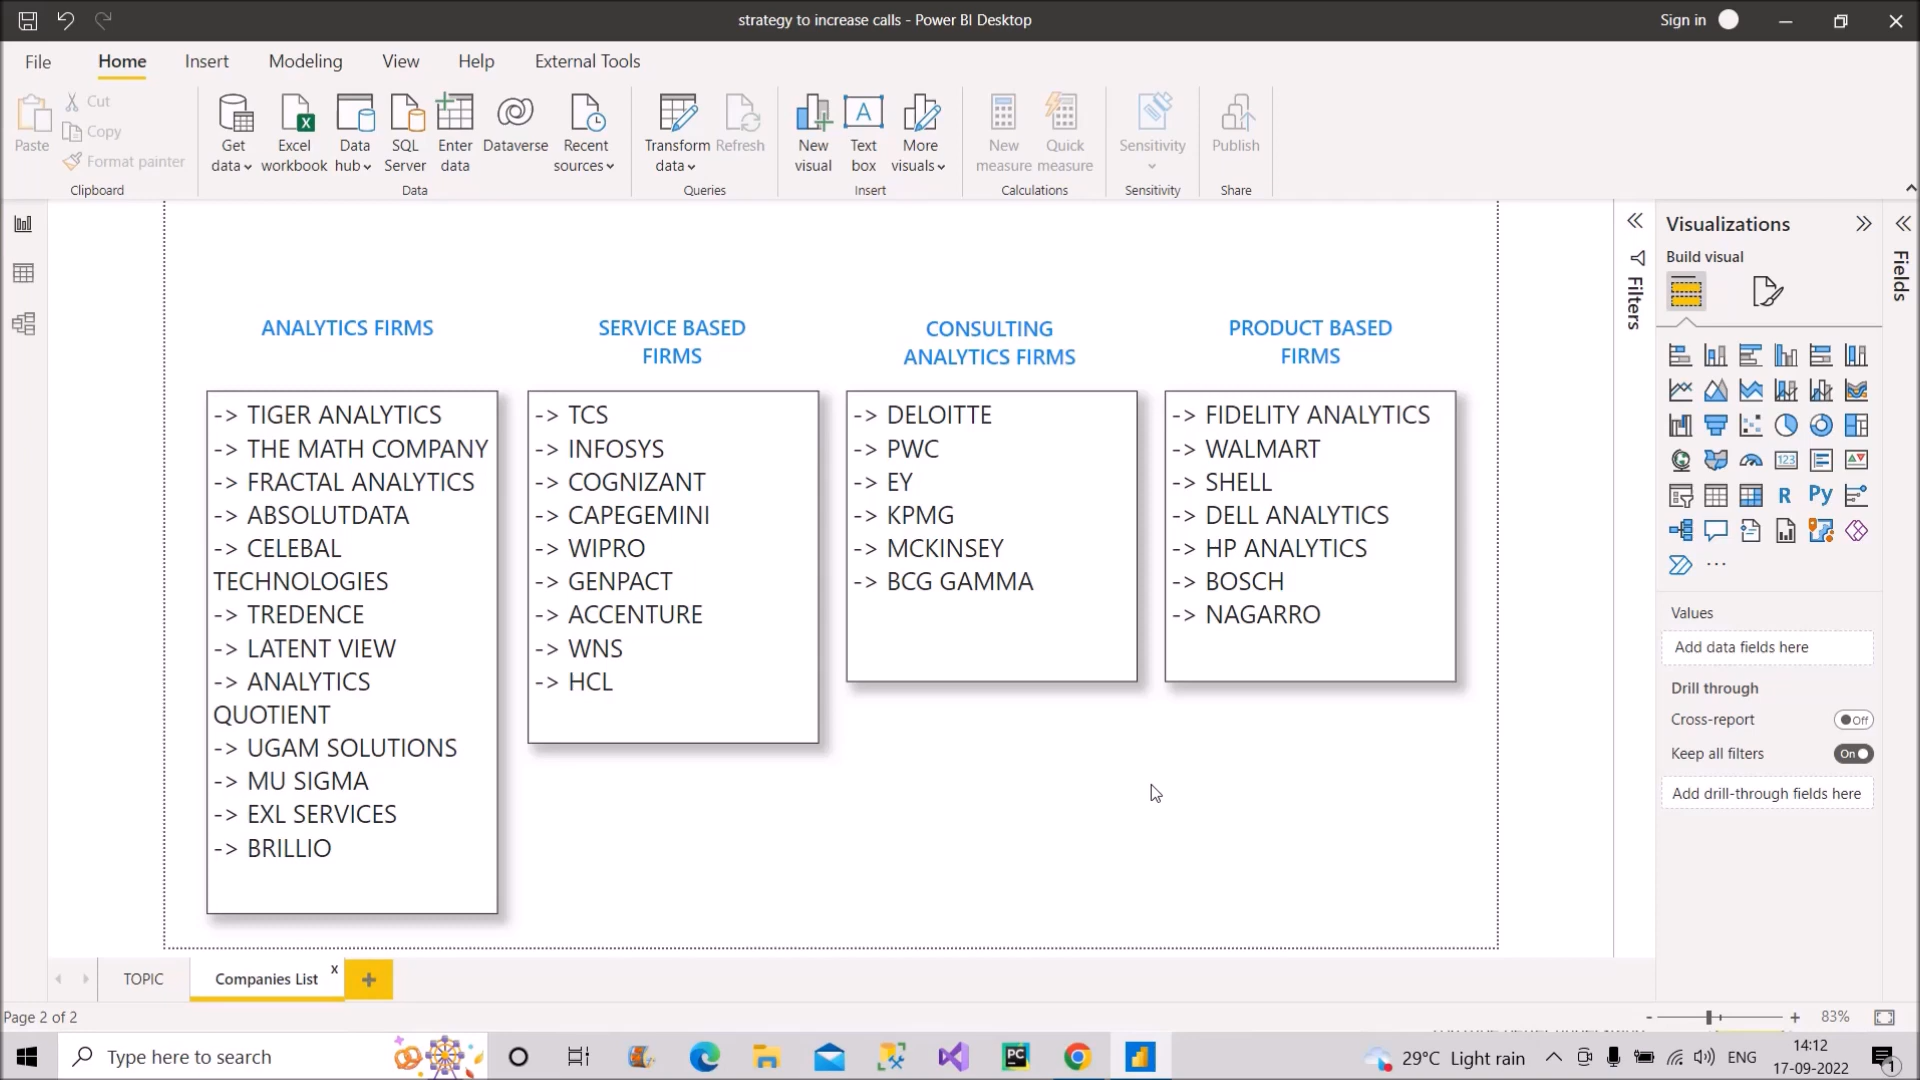 strategy to increase calls - Power BI Desktop
Sign in
File Home Insert Modeling View Help External Tools
Paste
Cut
Copy
Format painter
Clipboard
Get data
Excel workbook
Data hub
SQL Server
Enter data
Dataverse
Recent sources
Data
Transform data
Refresh
Queries
New visual
Text box
More visuals
Insert
New measure
Quick measure
Calculations
Sensitivity
Sensitivity
Publish
Share
ANALYTICS FIRMS
-> TIGER ANALYTICS
-> THE MATH COMPANY
-> FRACTAL ANALYTICS
-> ABSOLUTDATA
-> CELEBAL
TECHNOLOGIES
-> TREDENCE
-> LATENT VIEW
-> ANALYTICS
QUOTIENT
-> UGAM SOLUTIONS
-> MU SIGMA
-> EXL SERVICES
-> BRILLIO
SERVICE BASED
FIRMS
-> TCS
-> INFOSYS
-> COGNIZANT
-> CAPEGEMINI
-> WIPRO
-> GENPACT
-> ACCENTURE
-> WNS
-> HCL
CONSULTING
ANALYTICS FIRMS
-> DELOITTE
-> PWC
-> EY
-> KPMG
-> MCKINSEY
-> BCG GAMMA
PRODUCT BASED
FIRMS
-> FIDELITY ANALYTICS
-> WALMART
-> SHELL
-> DELL ANALYTICS
-> HP ANALYTICS
-> BOSCH
-> NAGARRO
Filters
Visualizations
Build visual
123
R
Py
Values
Add data fields here
Drill through
Cross-report Off
Keep all filters On
Add drill-through fields here
Fields
TOPIC
Companies List x
+
Page 2 of 2
- + 83%
Type here to search
PC
29°C Light rain
ENG
14:12
17-09-2022
1